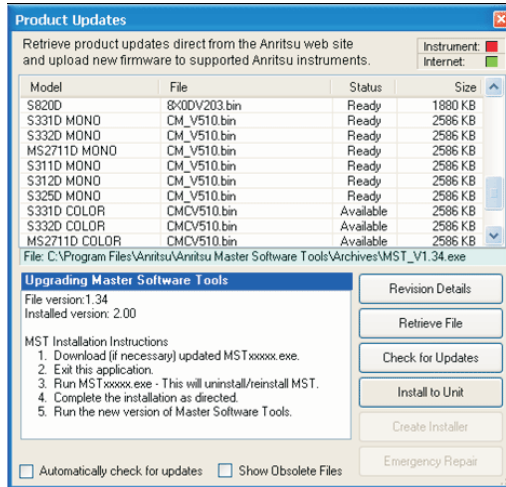 Product Updates
Retrieve product updates direct from the Anritsu web site
and upload new firmware to supported Anritsu instruments.
Instrument:
Internet:
Model File Status Size
S820D 8X0DV203.bin Ready 1880 KB
S331D MONO CM_V510.bin Ready 2586 KB
S332D MONO CM_V510.bin Ready 2586 KB
MS2711D MONO CM_V510.bin Ready 2586 KB
S311D MONO CM_V510.bin Ready 2586 KB
S312D MONO CM_V510.bin Ready 2586 KB
S325D MONO CM_V510.bin Ready 2586 KB
S331D COLOR CMCV510.bin Available 2586 KB
S332D COLOR CMCV510.bin Available 2586 KB
MS2711D COLOR CMCV510.bin Available 2586 KB
File: C:\Program Files\Anritsu\Anritsu Master Software Tools\Archives\MST_V1.34.exe
Upgrading Master Software Tools
File version:1.34
Installed version: 2.00
MST Installation Instructions
1. Download (if necessary) updated MSTxxxxx.exe.
2. Exit this application.
3. Run MSTxxxxx.exe - This will uninstall/reinstall MST.
4. Complete the installation as directed.
5. Run the new version of Master Software Tools.
Revision Details
Retrieve File
Check for Updates
Install to Unit
Create Installer
Emergency Repair
Automatically check for updates
Show Obsolete Files